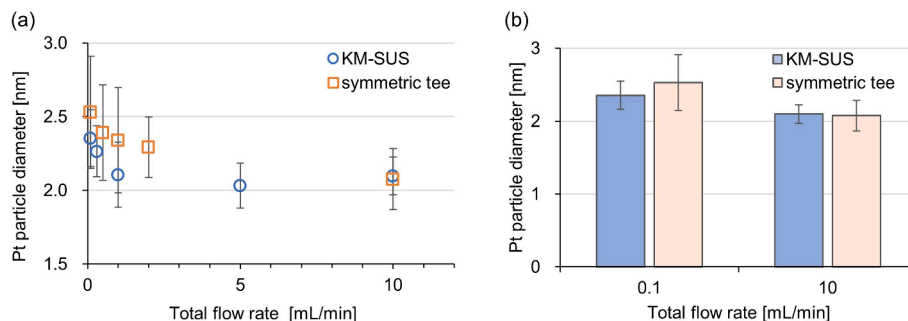 (a)
3.0
2.5
2.0
1.5
Pt particle diameter [nm]
KM-SUS
symmetric tee
0
5
10
Total flow rate [mL/min]
(b)
3
2
1
0
Pt particle diameter [nm]
KM-SUS
symmetric tee
0.1
10
Total flow rate [mL/min]